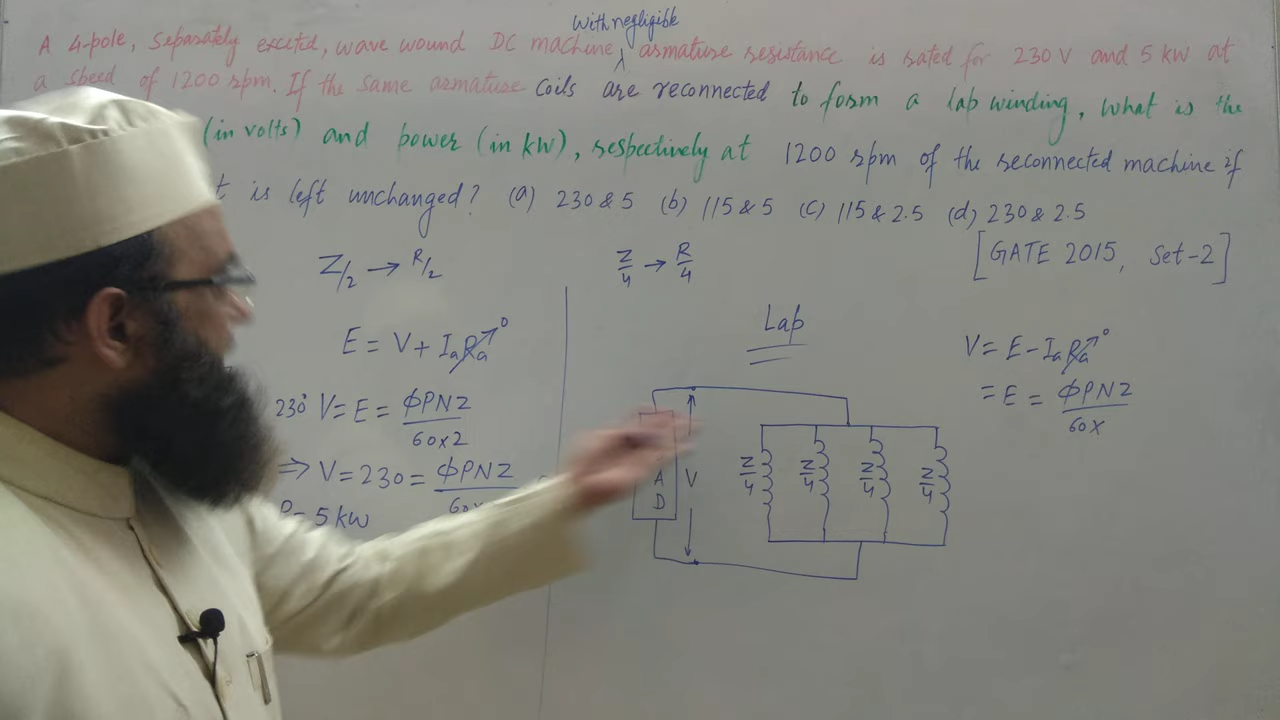 With negligible
A 4-pole, Separately excited, wave wound DC machine, armature resistance is rated for 230 V and 5 kW at
a speed of 1200 rpm. If the same armature coils are reconnected to form a lap winding, what is the
(in volts) and power (in kW), respectively at 1200 rpm of the reconnected machine if
t is left unchanged? (a) 230 & 5 (b) 115 & 5 (c) 115 & 2.5 (d) 230 & 2.5
[GATE 2015, Set-2]
Z/2 → R/2
Z/4 → R/4
E = V + IaRa↗0
Lap
V = E - IaRa↗0
= E = ΦPNZ/60x
230 V = E = ΦPNZ/60x2
⇒ V = 230 = ΦPNZ/60x
P = 5 kW
A
D
V
Z/4 Z/4 Z/4 Z/4